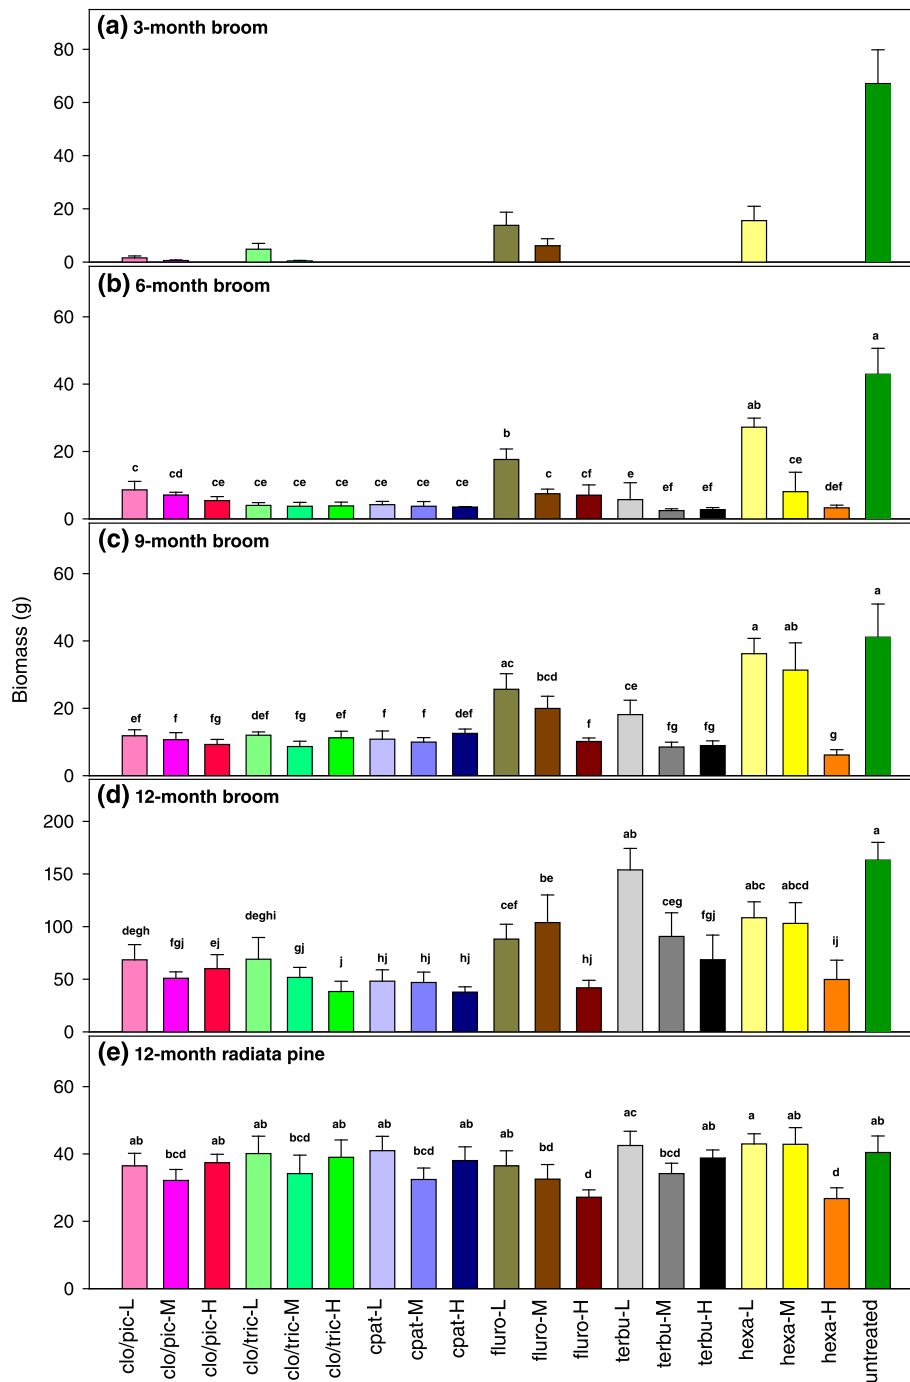 (a) 3-month broom
80
60
40
20
0
(b) 6-month broom
60
40
20
0
c cd ce ce ce ce ce ce ce b c cf e ef ef ab ce def a
(c) 9-month broom
60
40
20
0
ef f fg def fg ef f f def ac bcd f ce fg fg a ab g a
(d) 12-month broom
200
150
100
50
0
degh fgj ej deghi gj j hj hj hj cef be hj ab ceg fgj abc abcd ij a
(e) 12-month radiata pine
60
40
20
0
ab bcd ab ab bcd ab ab bcd ab ab bd d ac bcd ab a ab d ab
Biomass (g)
clo/pic-L
clo/pic-M
clo/pic-H
clo/tric-L
clo/tric-M
clo/tric-H
cpat-L
cpat-M
cpat-H
fluro-L
fluro-M
fluro-H
terbu-L
terbu-M
terbu-H
hexa-L
hexa-M
hexa-H
untreated